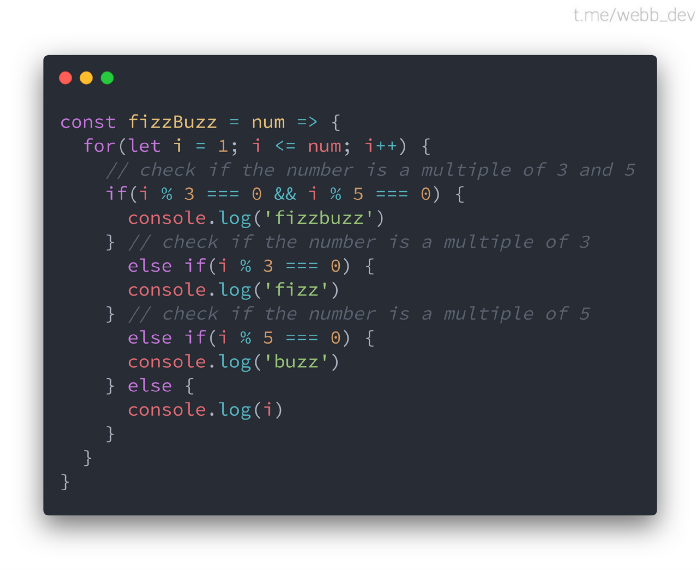 t.me/webb_dev
const fizzBuzz = num => {
  for(let i = 1; i <= num; i++) {
    // check if the number is a multiple of 3 and 5
    if(i % 3 === 0 && i % 5 === 0) {
      console.log('fizzbuzz')
    } // check if the number is a multiple of 3
      else if(i % 3 === 0) {
      console.log('fizz')
    } // check if the number is a multiple of 5
      else if(i % 5 === 0) {
      console.log('buzz')
    } else {
      console.log(i)
    }
  }
}